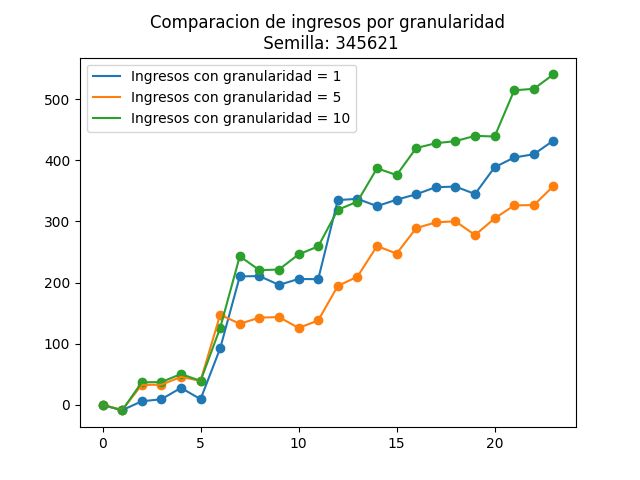 Comparacion de ingresos por granularidad
Semilla: 345621
Ingresos con granularidad = 1
Ingresos con granularidad = 5
Ingresos con granularidad = 10
500
400
300
200
100
0
0 5 10 15 20